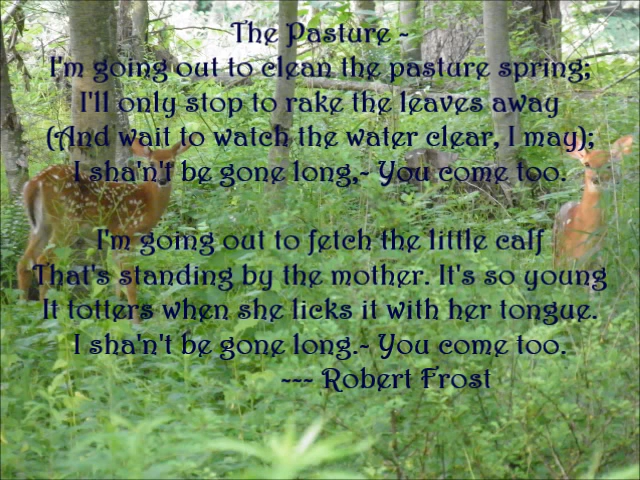 The Pasture ~
I'm going out to clean the pasture spring;
I'll only stop to rake the leaves away
(And wait to watch the water clear, I may);
I sha'n't be gone long,~ You come too.
I'm going out to fetch the little calf
That's standing by the mother. It's so young
It totters when she licks it with her tongue.
I sha'n't be gone long.~ You come too.
~~~ Robert Frost